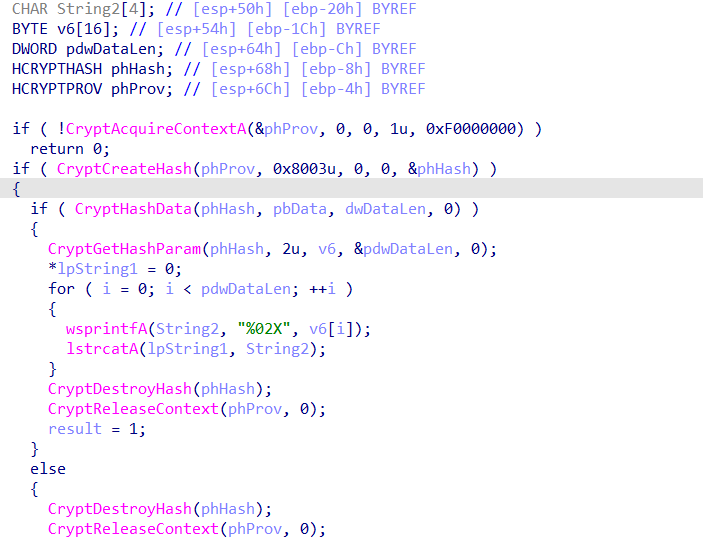 CHAR String2[4]; // [esp+50h] [ebp-20h] BYREF
BYTE v6[16]; // [esp+54h] [ebp-1Ch] BYREF
DWORD pdwDataLen; // [esp+64h] [ebp-Ch] BYREF
HCRYPTHASH phHash; // [esp+68h] [ebp-8h] BYREF
HCRYPTPROV phProv; // [esp+6Ch] [ebp-4h] BYREF

if ( !CryptAcquireContextA(&phProv, 0, 0, 1u, 0xF0000000) )
  return 0;
if ( CryptCreateHash(phProv, 0x8003u, 0, 0, &phHash) )
{
  if ( CryptHashData(phHash, pbData, dwDataLen, 0) )
  {
    CryptGetHashParam(phHash, 2u, v6, &pdwDataLen, 0);
    *lpString1 = 0;
    for ( i = 0; i < pdwDataLen; ++i )
    {
      wsprintfA(String2, "%02X", v6[i]);
      lstrcatA(lpString1, String2);
    }
    CryptDestroyHash(phHash);
    CryptReleaseContext(phProv, 0);
    result = 1;
  }
  else
  {
    CryptDestroyHash(phHash);
    CryptReleaseContext(phProv, 0);